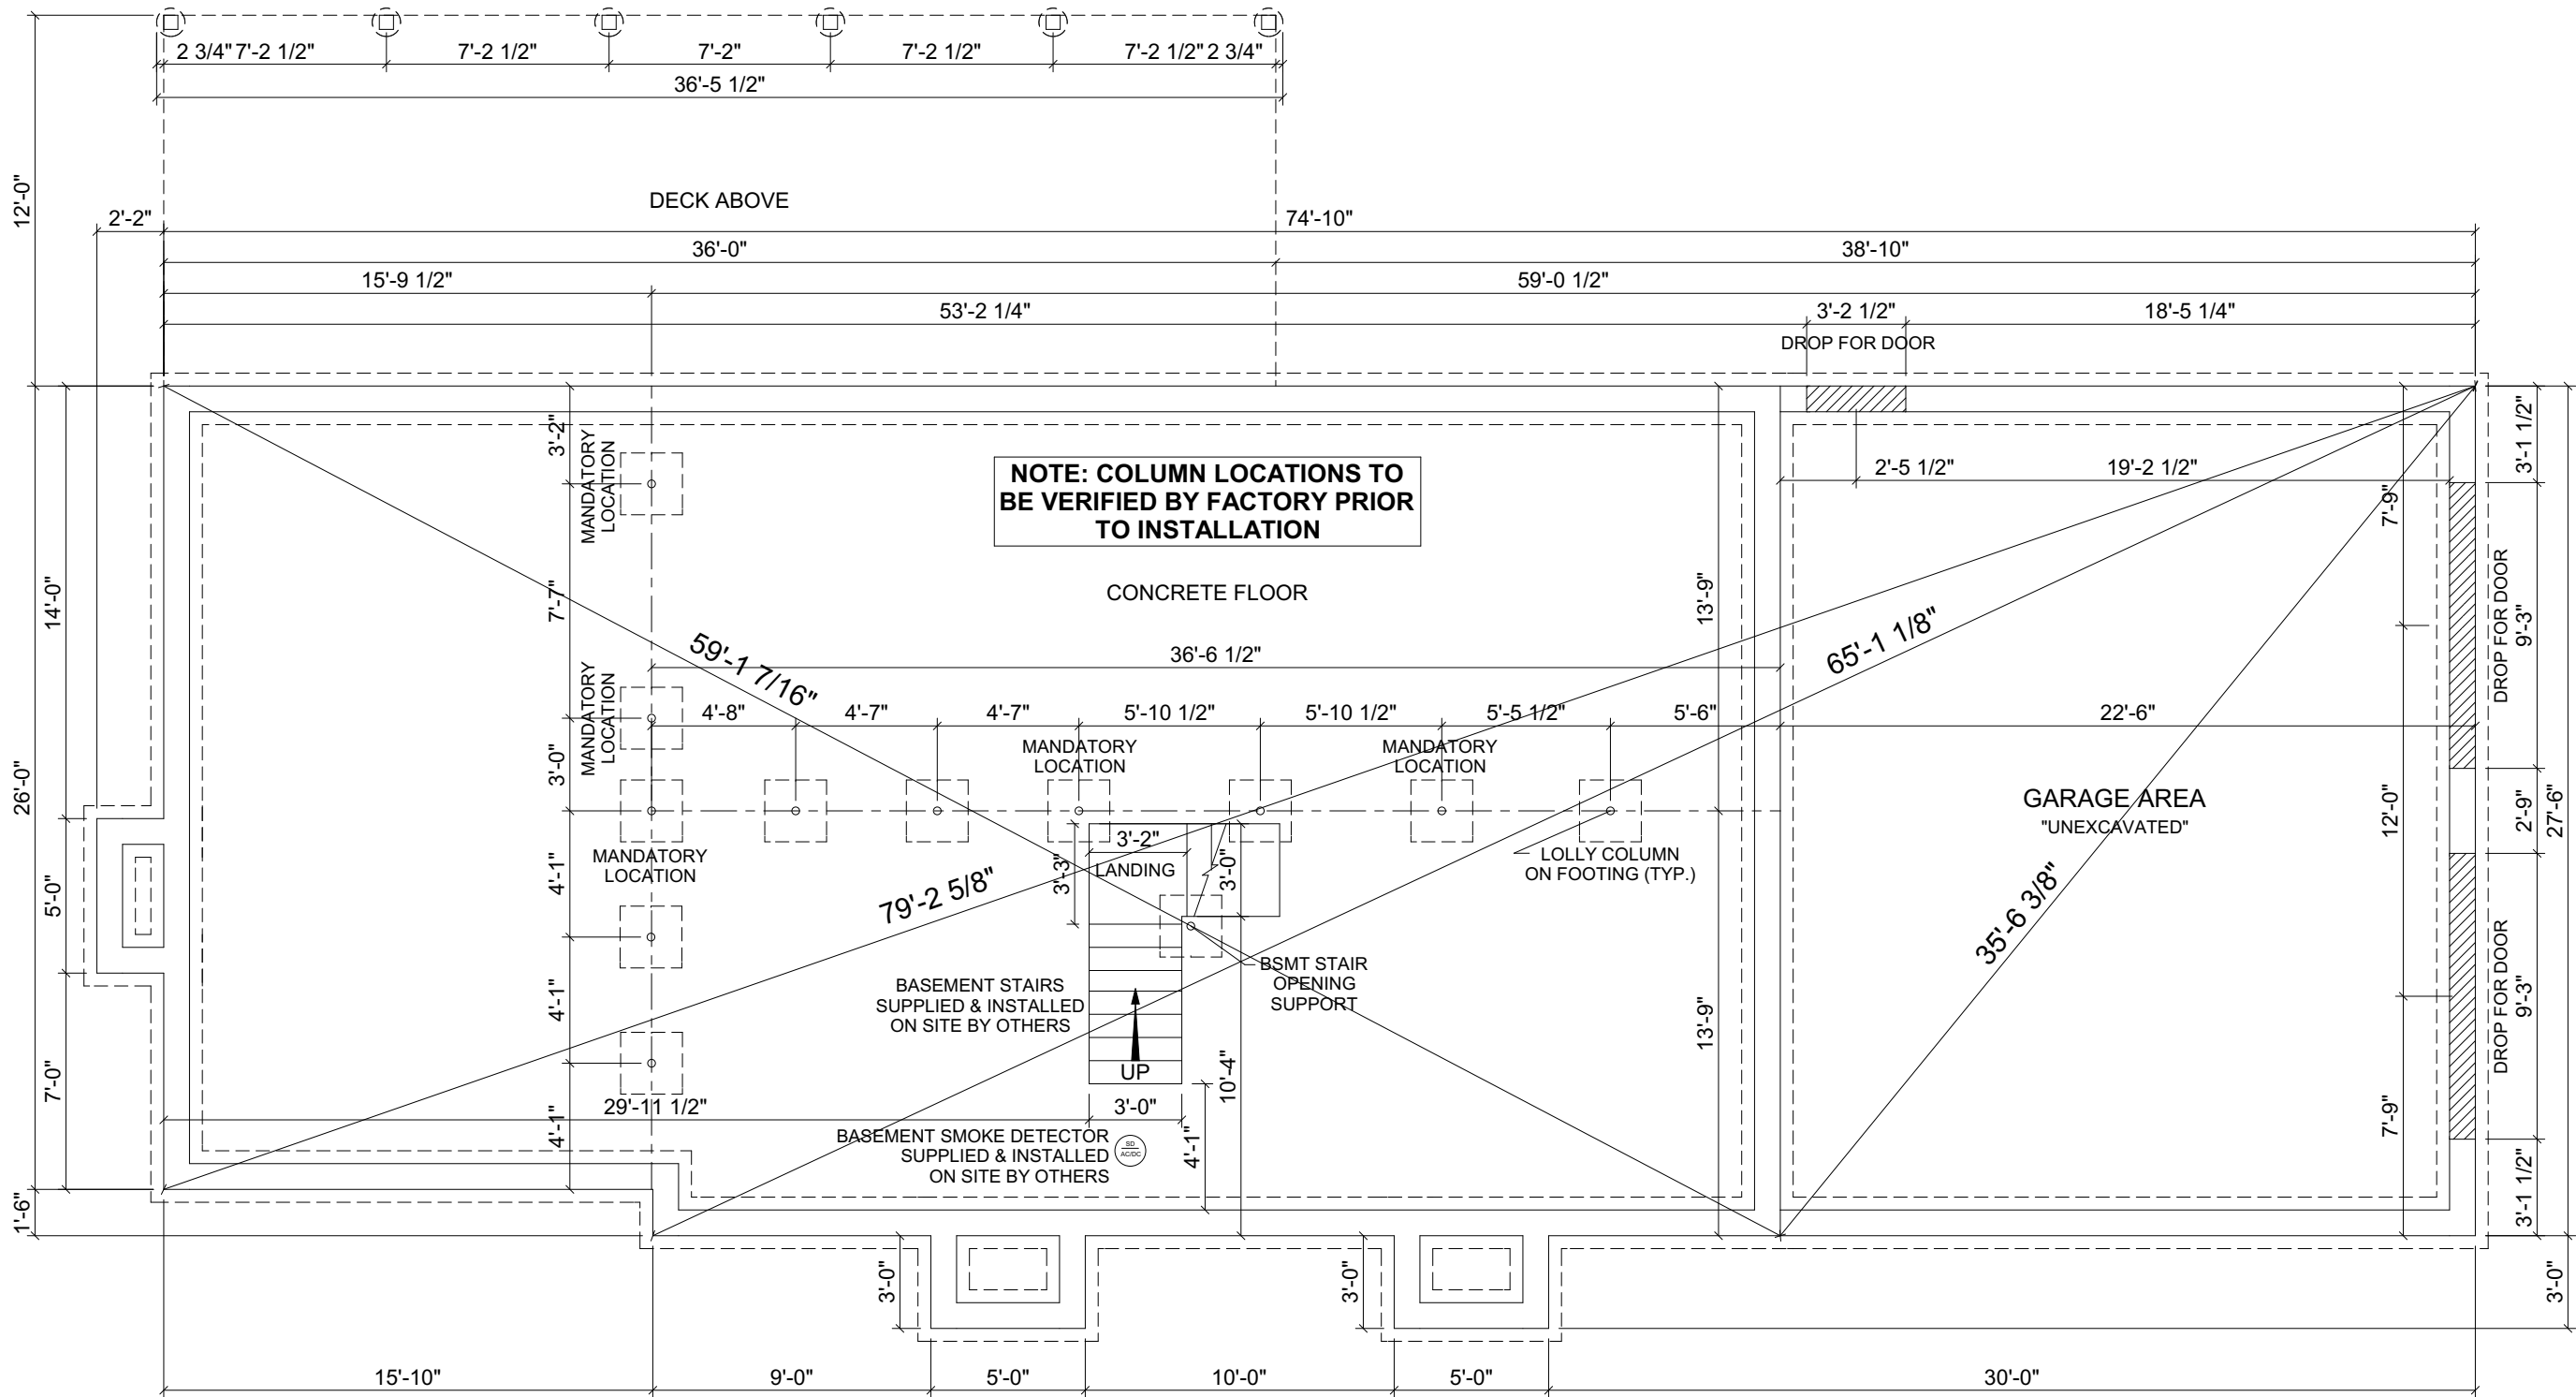 2 3/4" 7'-2 1/2" 7'-2 1/2" 7'-2" 7'-2 1/2" 7'-2 1/2" 2 3/4"
36'-5 1/2"
12'-0"
DECK ABOVE
2'-2" 74'-10"
36'-0" 38'-10"
15'-9 1/2" 59'-0 1/2"
53'-2 1/4" 3'-2 1/2" 18'-5 1/4"
DROP FOR DOOR
3'-2"
MANDATORY
LOCATION
NOTE: COLUMN LOCATIONS TO
BE VERIFIED BY FACTORY PRIOR
TO INSTALLATION
2'-5 1/2" 19'-2 1/2"
3'-1 1/2"
7'-9"
14'-0"
7'-7"
CONCRETE FLOOR
13'-9"
DROP FOR DOOR
9'-3"
59'-1 7/16"
36'-6 1/2"
65'-1 1/8"
MANDATORY
LOCATION
4'-8" 4'-7" 4'-7" 5'-10 1/2" 5'-10 1/2" 5'-5 1/2" 5'-6" 22'-6"
26'-0"
3'-0"
MANDATORY
LOCATION
MANDATORY
LOCATION
GARAGE AREA
"UNEXCAVATED"
12'-0"
2'-9"
27'-6"
MANDATORY
LOCATION
4'-1"
5'-0"
3'-2"
3'-3"
LANDING
3'-0"
LOLLY COLUMN
ON FOOTING (TYP.)
79'-2 5/8"
35'-6 3/8"
BSMT STAIR
OPENING
SUPPORT
BASEMENT STAIRS
SUPPLIED & INSTALLED
ON SITE BY OTHERS
4'-1"
13'-9"
DROP FOR DOOR
9'-3"
7'-0"
UP
10'-4"
29'-11 1/2" 3'-0"
4'-1"
BASEMENT SMOKE DETECTOR
SUPPLIED & INSTALLED
ON SITE BY OTHERS
SD
AC/DC
4'-1"
7'-9"
3'-1 1/2"
1'-6"
3'-0"
3'-0"
3'-0"
15'-10" 9'-0" 5'-0" 10'-0" 5'-0" 30'-0"